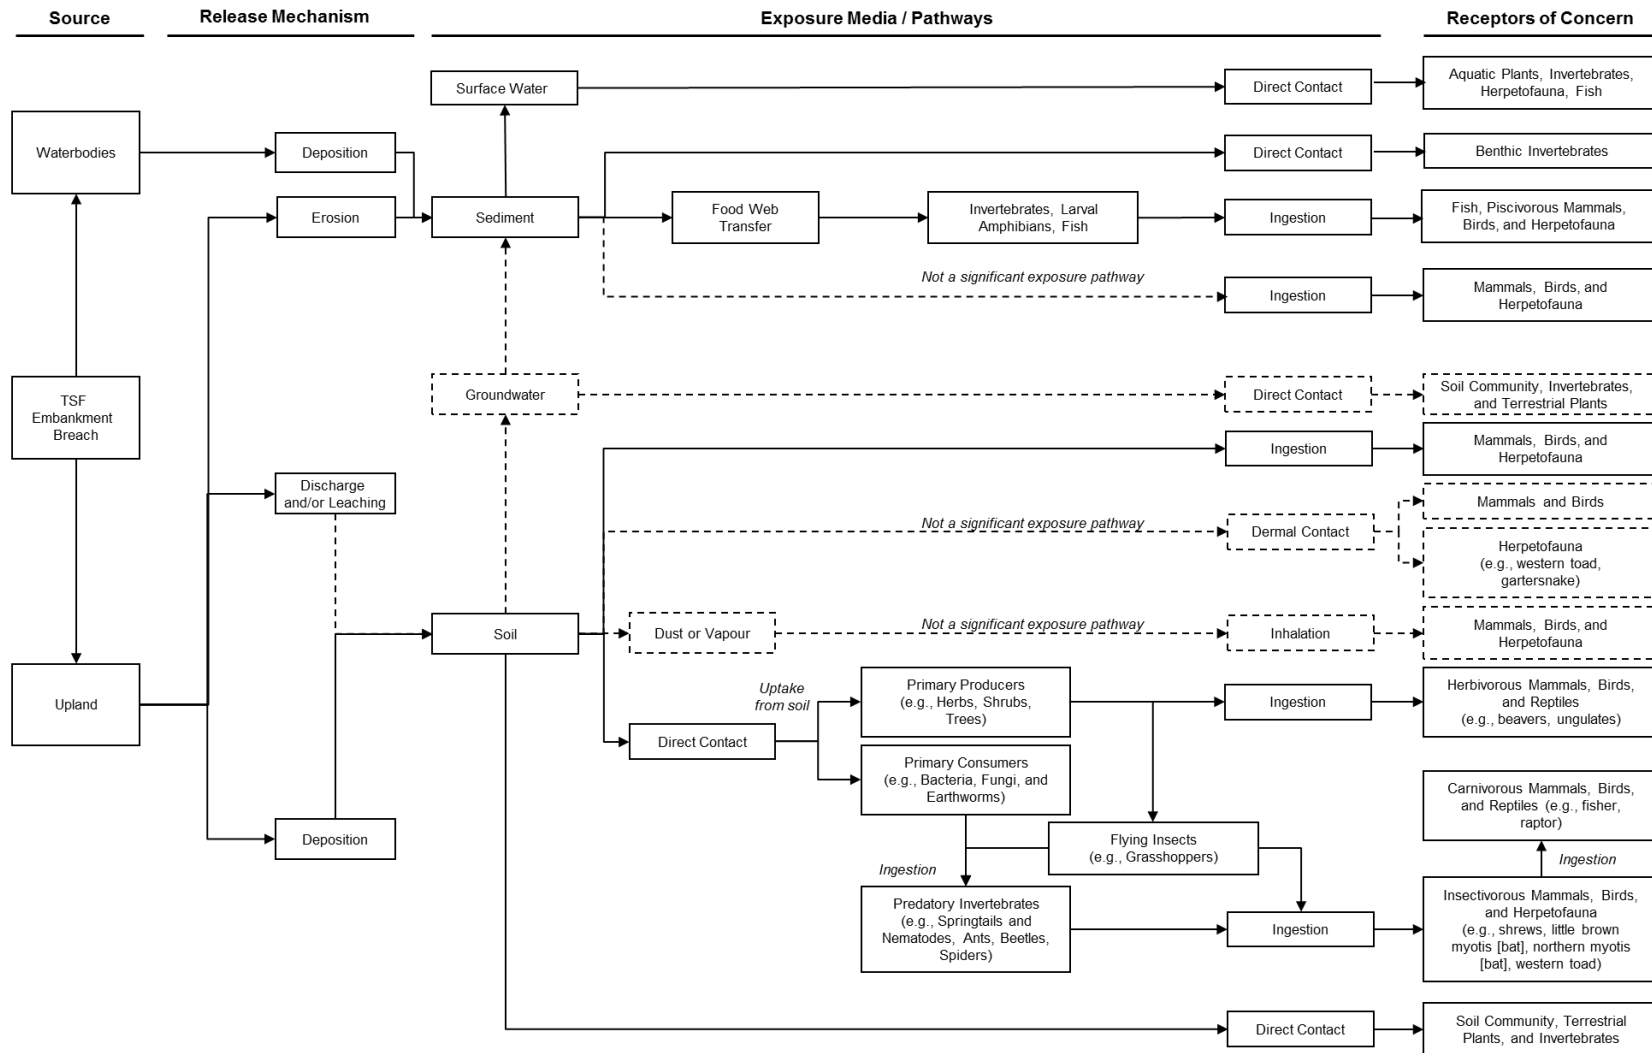 Source
Release Mechanism
Exposure Media / Pathways
Receptors of Concern
Surface Water
Direct Contact
Aquatic Plants, Invertebrates,
Herpetofauna, Fish
Waterbodies
Deposition
Direct Contact
Benthic Invertebrates
Erosion
Sediment
Food Web
Transfer
Invertebrates, Larval
Amphibians, Fish
Ingestion
Fish, Piscivorous Mammals,
Birds, and Herpetofauna
Not a significant exposure pathway
Ingestion
Mammals, Birds, and
Herpetofauna
TSF
Embankment
Breach
Groundwater
Direct Contact
Soil Community, Invertebrates,
and Terrestrial Plants
Ingestion
Mammals, Birds, and
Herpetofauna
Discharge
and/or Leaching
Not a significant exposure pathway
Dermal Contact
Mammals and Birds
Herpetofauna
(e.g., western toad,
gartersnake)
Soil
Dust or Vapour
Not a significant exposure pathway
Inhalation
Mammals, Birds, and
Herpetofauna
Upland
Uptake
from soil
Direct Contact
Primary Producers
(e.g., Herbs, Shrubs,
Trees)
Ingestion
Herbivorous Mammals, Birds,
and Reptiles
(e.g., beavers, ungulates)
Primary Consumers
(e.g., Bacteria, Fungi, and
Earthworms)
Carnivorous Mammals, Birds,
and Reptiles (e.g., fisher,
raptor)
Deposition
Flying Insects
(e.g., Grasshoppers)
Ingestion
Ingestion
Predatory Invertebrates
(e.g., Springtails and
Nematodes, Ants, Beetles,
Spiders)
Ingestion
Insectivorous Mammals, Birds,
and Herpetofauna
(e.g., shrews, little brown
myotis [bat], northern myotis
[bat], western toad)
Direct Contact
Soil Community, Terrestrial
Plants, and Invertebrates